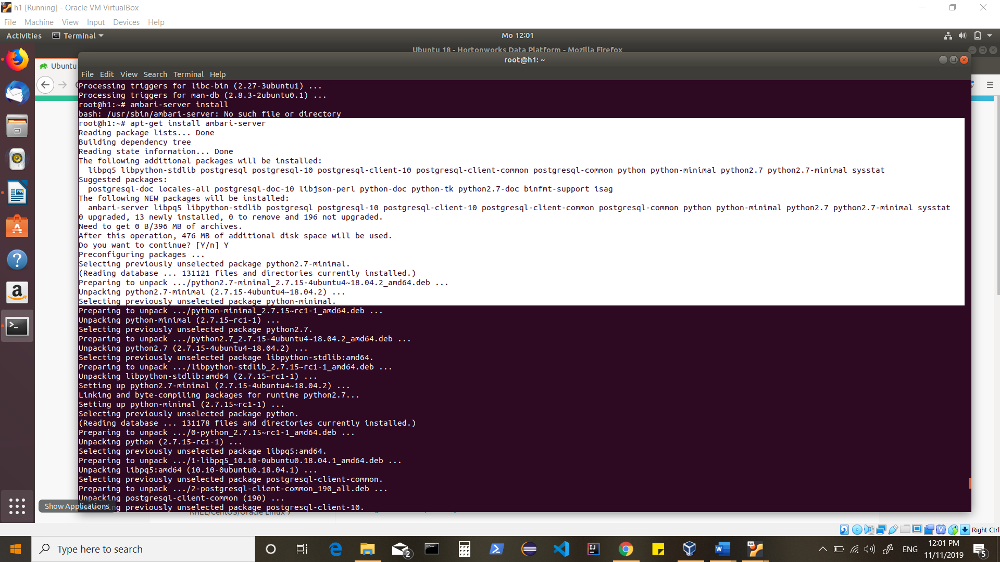 h1 [Running] - Oracle VM VirtualBox
File Machine View Input Devices Help
Activities Terminal Mo 12:01
Ubuntu 18 - Hortonworks Data Platform - Mozilla Firefox
Ubuntu
root@h1: ~
File Edit View Search Terminal Help
Processing triggers for libc-bin (2.27-3ubuntu1) ...
Processing triggers for man-db (2.8.3-2ubuntu0.1) ...
root@h1:~# ambari-server install
bash: /usr/sbin/ambari-server: No such file or directory
root@h1:~# apt-get install ambari-server
Reading package lists... Done
Building dependency tree
Reading state information... Done
The following additional packages will be installed:
libpq5 libpython-stdlib postgresql postgresql-10 postgresql-client-10 postgresql-client-common postgresql-common python python-minimal python2.7 python2.7-minimal sysstat
Suggested packages:
postgresql-doc locales-all postgresql-doc-10 libjson-perl python-doc python-tk python2.7-doc binfmt-support isag
The following NEW packages will be installed:
ambari-server libpq5 libpython-stdlib postgresql postgresql-10 postgresql-client-10 postgresql-client-common postgresql-common python python-minimal python2.7 python2.7-minimal sysstat
0 upgraded, 13 newly installed, 0 to remove and 196 not upgraded.
Need to get 0 B/396 MB of archives.
After this operation, 476 MB of additional disk space will be used.
Do you want to continue? [Y/n] Y
Preconfiguring packages ...
Selecting previously unselected package python2.7-minimal.
(Reading database ... 131121 files and directories currently installed.)
Preparing to unpack .../python2.7-minimal_2.7.15-4ubuntu4~18.04.2_amd64.deb ...
Unpacking python2.7-minimal (2.7.15-4ubuntu4~18.04.2) ...
Selecting previously unselected package python-minimal.
Preparing to unpack .../python-minimal_2.7.15~rc1-1_amd64.deb ...
Unpacking python-minimal (2.7.15~rc1-1) ...
Selecting previously unselected package python2.7.
Preparing to unpack .../python2.7_2.7.15-4ubuntu4~18.04.2_amd64.deb ...
Unpacking python2.7 (2.7.15-4ubuntu4~18.04.2) ...
Selecting previously unselected package libpython-stdlib:amd64.
Preparing to unpack .../libpython-stdlib_2.7.15~rc1-1_amd64.deb ...
Unpacking libpython-stdlib:amd64 (2.7.15~rc1-1) ...
Setting up python2.7-minimal (2.7.15-4ubuntu4~18.04.2) ...
Linking and byte-compiling packages for runtime python2.7...
Setting up python-minimal (2.7.15~rc1-1) ...
Selecting previously unselected package python.
(Reading database ... 131178 files and directories currently installed.)
Preparing to unpack .../0-python_2.7.15~rc1-1_amd64.deb ...
Unpacking python (2.7.15~rc1-1) ...
Selecting previously unselected package libpq5:amd64.
Preparing to unpack .../1-libpq5_10.10-0ubuntu0.18.04.1_amd64.deb ...
Unpacking libpq5:amd64 (10.10-0ubuntu0.18.04.1) ...
Selecting previously unselected package postgresql-client-common.
Preparing to unpack .../2-postgresql-client-common_190_all.deb ...
Unpacking postgresql-client-common (190) ...
Show Applications
ng previously unselected package postgresql-client-10.
RHEL/CentOS/Oracle Linux 7
Right Ctrl
Type here to search
2
ENG
12:01 PM
11/11/2019
5